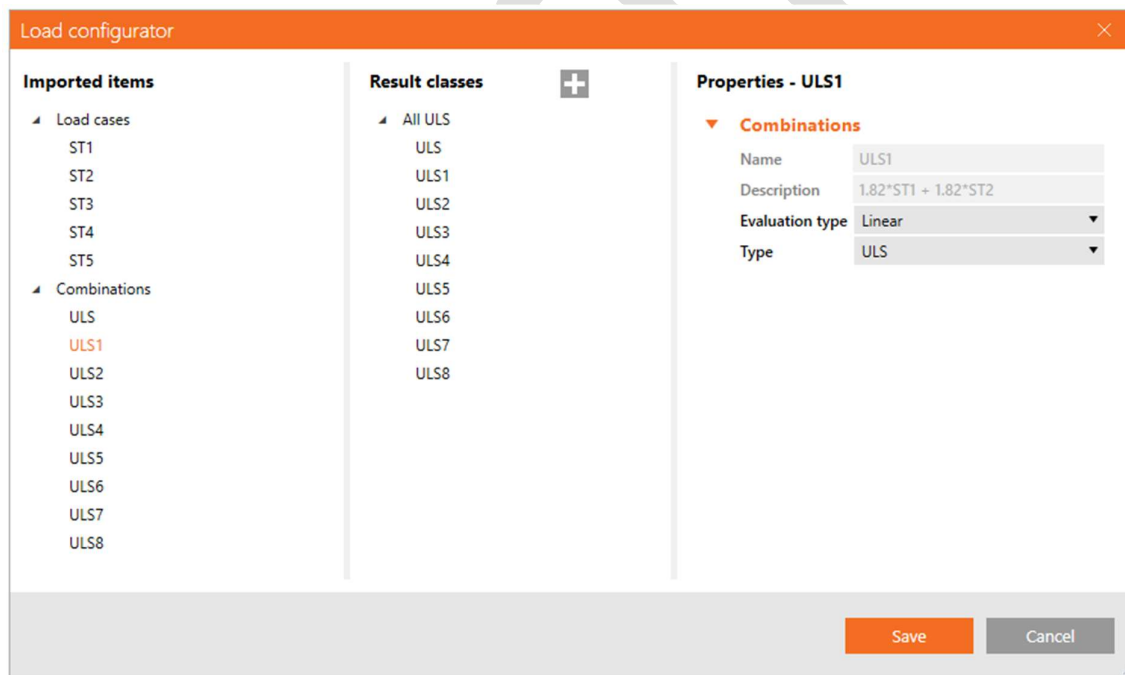 Load configurator
Imported items
Load cases
ST1
ST2
ST3
ST4
ST5
Combinations
ULS
ULS1
ULS2
ULS3
ULS4
ULS5
ULS6
ULS7
ULS8
Result classes
All ULS
ULS
ULS1
ULS2
ULS3
ULS4
ULS5
ULS6
ULS7
ULS8
Properties - ULS1
Combinations
Name ULS1
Description 1.82*ST1 + 1.82*ST2
Evaluation type Linear
Type ULS
Save Cancel